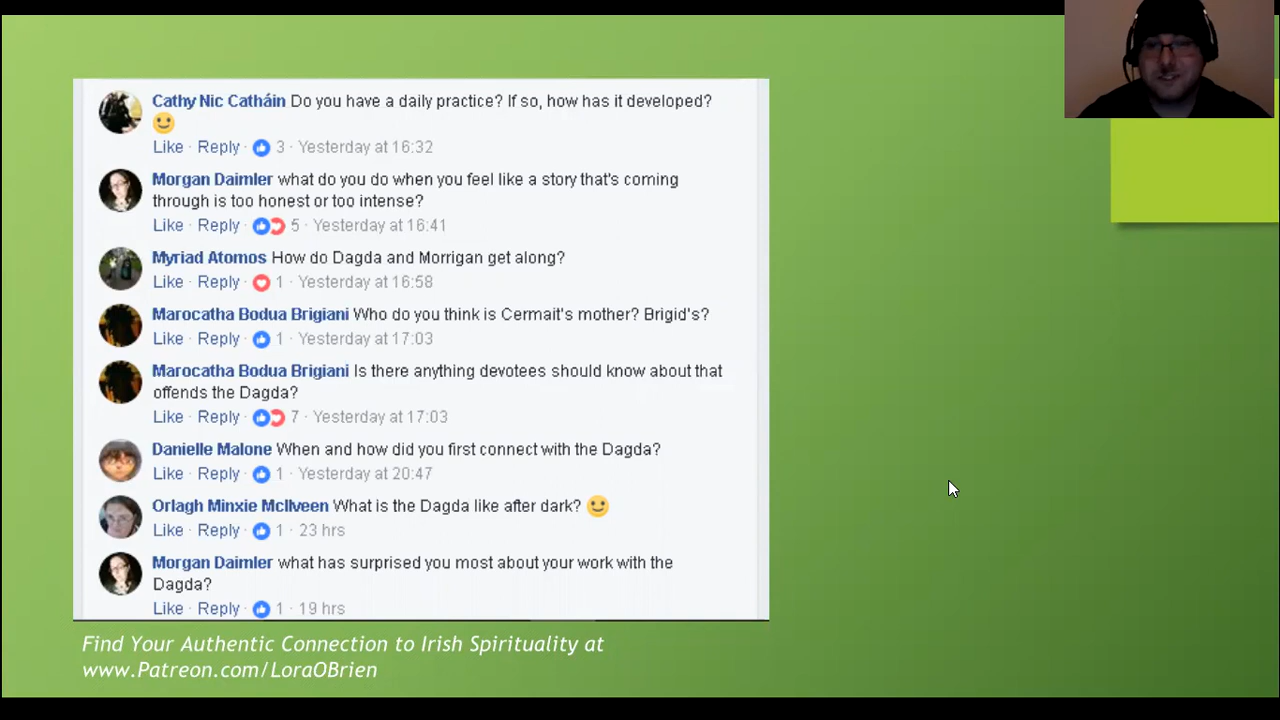 Cathy Nic Catháin Do you have a daily practice? If so, how has it developed?
🙂
Like · Reply · 3 · Yesterday at 16:32
Morgan Daimler what do you do when you feel like a story that's coming
through is too honest or too intense?
Like · Reply · 5 · Yesterday at 16:41
Myriad Atomos How do Dagda and Morrigan get along?
Like · Reply · 1 · Yesterday at 16:58
Marocatha Bodua Brigiani Who do you think is Cermait's mother? Brigid's?
Like · Reply · 1 · Yesterday at 17:03
Marocatha Bodua Brigiani Is there anything devotees should know about that
offends the Dagda?
Like · Reply · 7 · Yesterday at 17:03
Danielle Malone When and how did you first connect with the Dagda?
Like · Reply · 1 · Yesterday at 20:47
Orlagh Minxie McIlveen What is the Dagda like after dark? 🙂
Like · Reply · 1 · 23 hrs
Morgan Daimler what has surprised you most about your work with the
Dagda?
Like · Reply · 1 · 19 hrs
Find Your Authentic Connection to Irish Spirituality at
www.Patreon.com/LoraOBrien